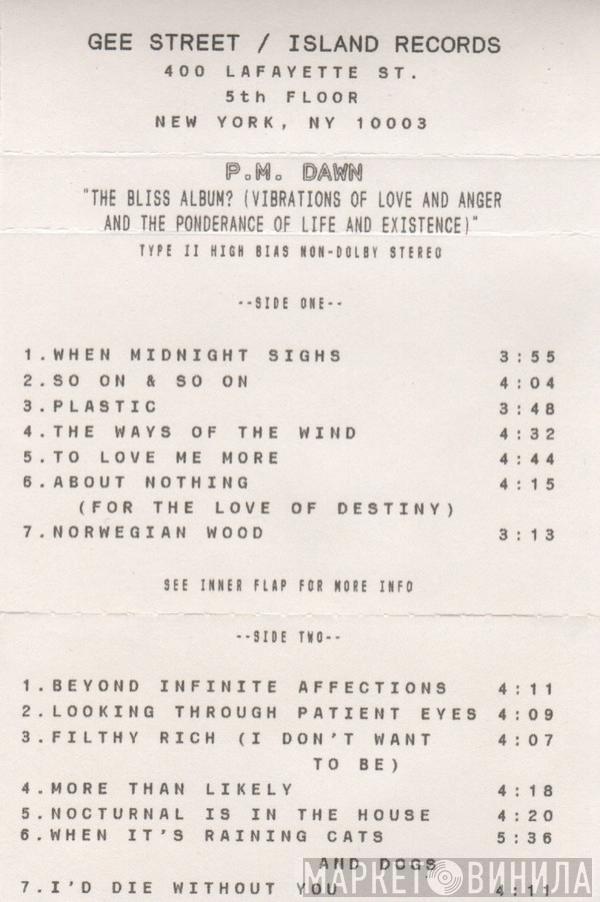 GEE STREET / ISLAND RECORDS
400 LAFAYETTE ST.
5th FLOOR
NEW YORK, NY 10003
P.M. DAWN
"THE BLISS ALBUM? (VIBRATIONS OF LOVE AND ANGER
AND THE PONDERANCE OF LIFE AND EXISTENCE)"
TYPE II HIGH BIAS NON-DOLBY STEREO
--SIDE ONE--
1.WHEN MIDNIGHT SIGHS 3:55
2.SO ON & SO ON 4:04
3.PLASTIC 3:48
4.THE WAYS OF THE WIND 4:32
5.TO LOVE ME MORE 4:44
6.ABOUT NOTHING 4:15
(FOR THE LOVE OF DESTINY)
7.NORWEGIAN WOOD 3:13
SEE INNER FLAP FOR MORE INFO
--SIDE TWO--
1.BEYOND INFINITE AFFECTIONS 4:11
2.LOOKING THROUGH PATIENT EYES 4:09
3.FILTHY RICH (I DON'T WANT 4:07
TO BE)
4.MORE THAN LIKELY 4:18
5.NOCTURNAL IS IN THE HOUSE 4:20
6.WHEN IT'S RAINING CATS 5:36
AND DOGS
7.I'D DIE WITHOUT YOU 4:11
МАРКЕТ ВИНИЛА